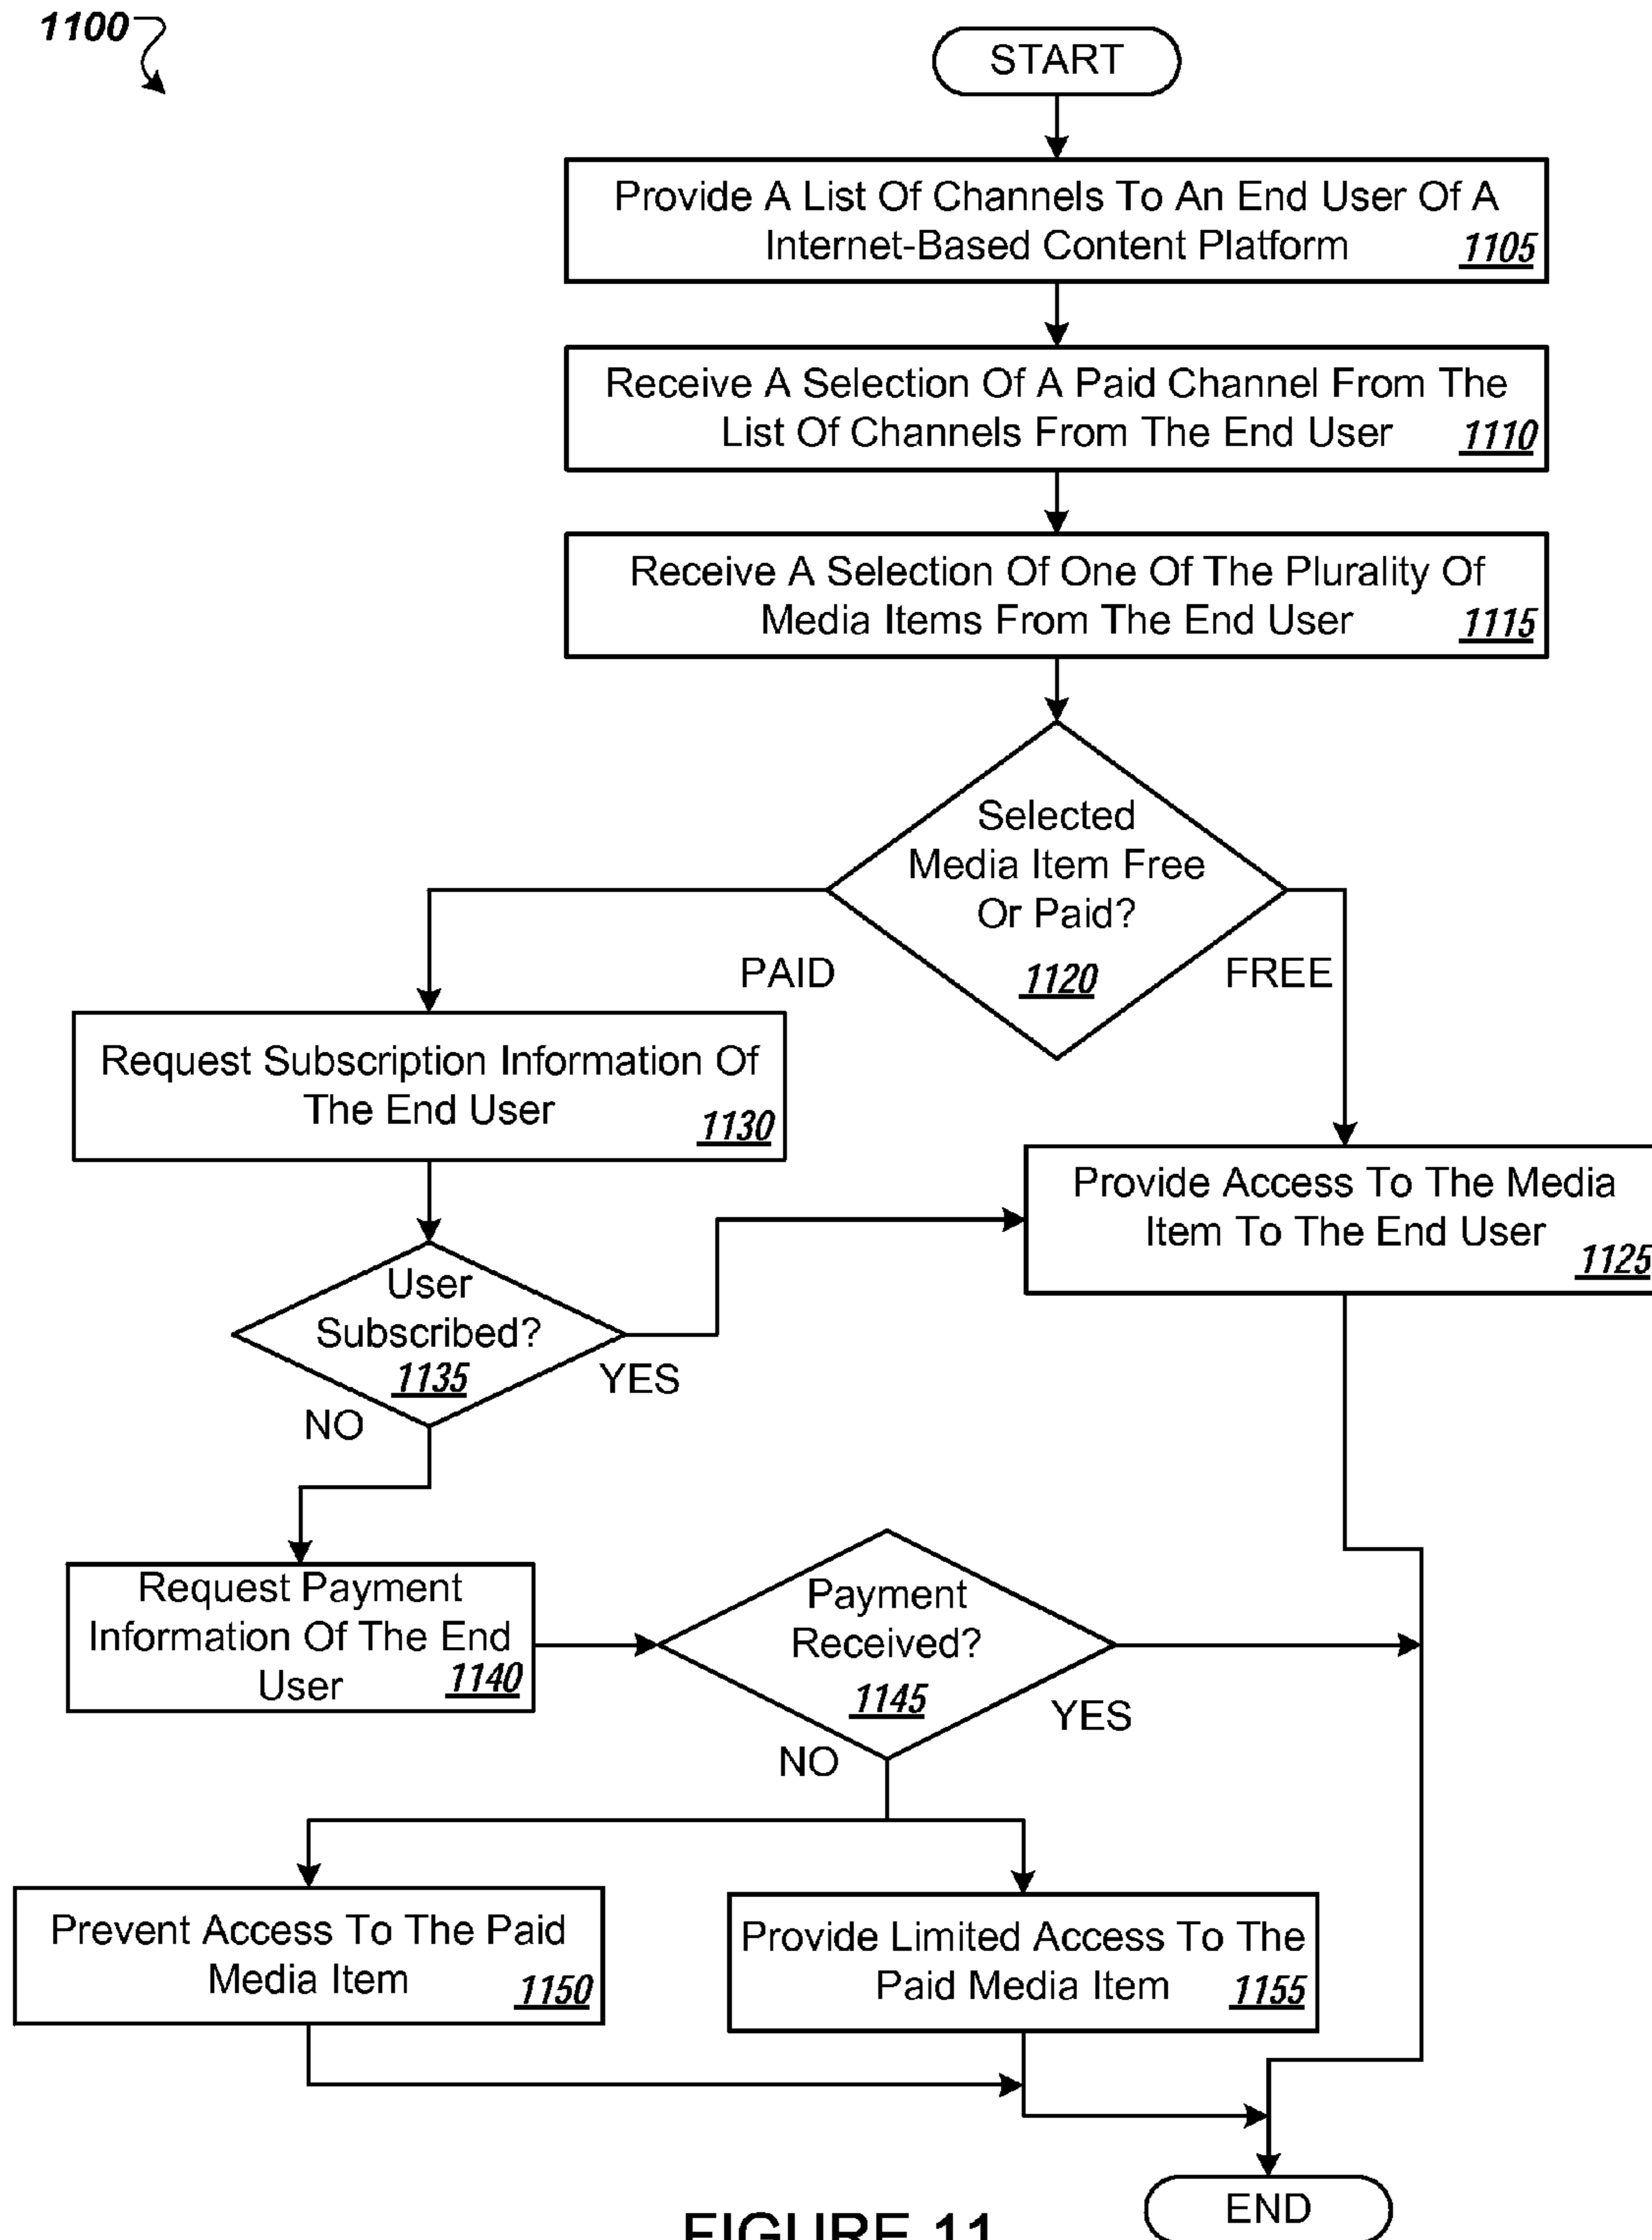 1100
START
Provide A List Of Channels To An End User Of A
Internet-Based Content Platform 1105
Receive A Selection Of A Paid Channel From The
List Of Channels From The End User 1110
Receive A Selection Of One Of The Plurality Of
Media Items From The End User 1115
Selected
Media Item Free
Or Paid?
1120
PAID
FREE
Request Subscription Information Of
The End User 1130
Provide Access To The Media
Item To The End User 1125
User
Subscribed?
1135
YES
NO
Request Payment
Information Of The End
User 1140
Payment
Received?
1145
YES
NO
Prevent Access To The Paid
Media Item 1150
Provide Limited Access To The
Paid Media Item 1155
END
FIGURE 11